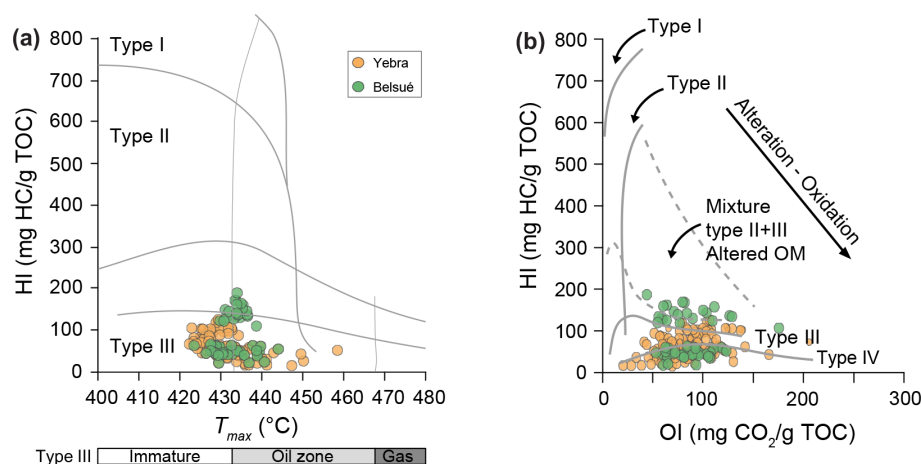 (a)
HI (mg HC/g TOC)
800
700
600
500
400
300
200
100
0
Type I
Type II
Type III
Yebra
Belsué
400 410 420 430 440 450 460 470 480
Tmax (°C)
Type III Immature Oil zone Gas
(b)
HI (mg HC/g TOC)
800
700
600
500
400
300
200
100
0
Type I
Type II
Alteration - Oxidation
Mixture
type II+III
Altered OM
Type III
Type IV
0 100 200 300
OI (mg CO2/g TOC)